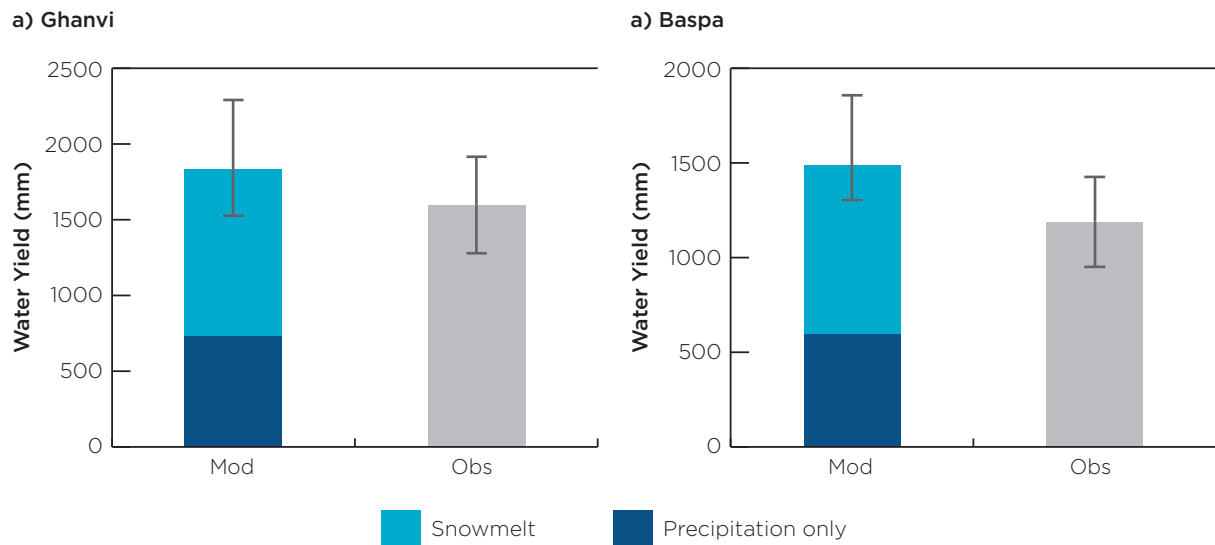 a) Ghanvi
2500
2000
1500
1000
500
0
Water Yield (mm)
Mod
Obs
a) Baspa
2000
1500
1000
500
0
Water Yield (mm)
Mod
Obs
Snowmelt
Precipitation only